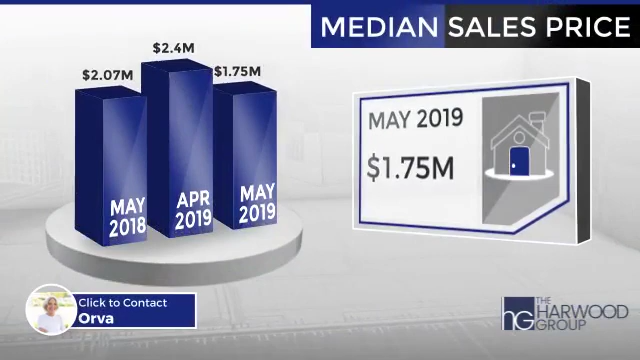 MEDIAN SALES PRICE
$2.07M
$2.4M
$1.75M
MAY
2018
APR
2019
MAY
2019
MAY 2019
$1.75M
Click to Contact
Orva
hG
THE
HARWOOD
GROUP